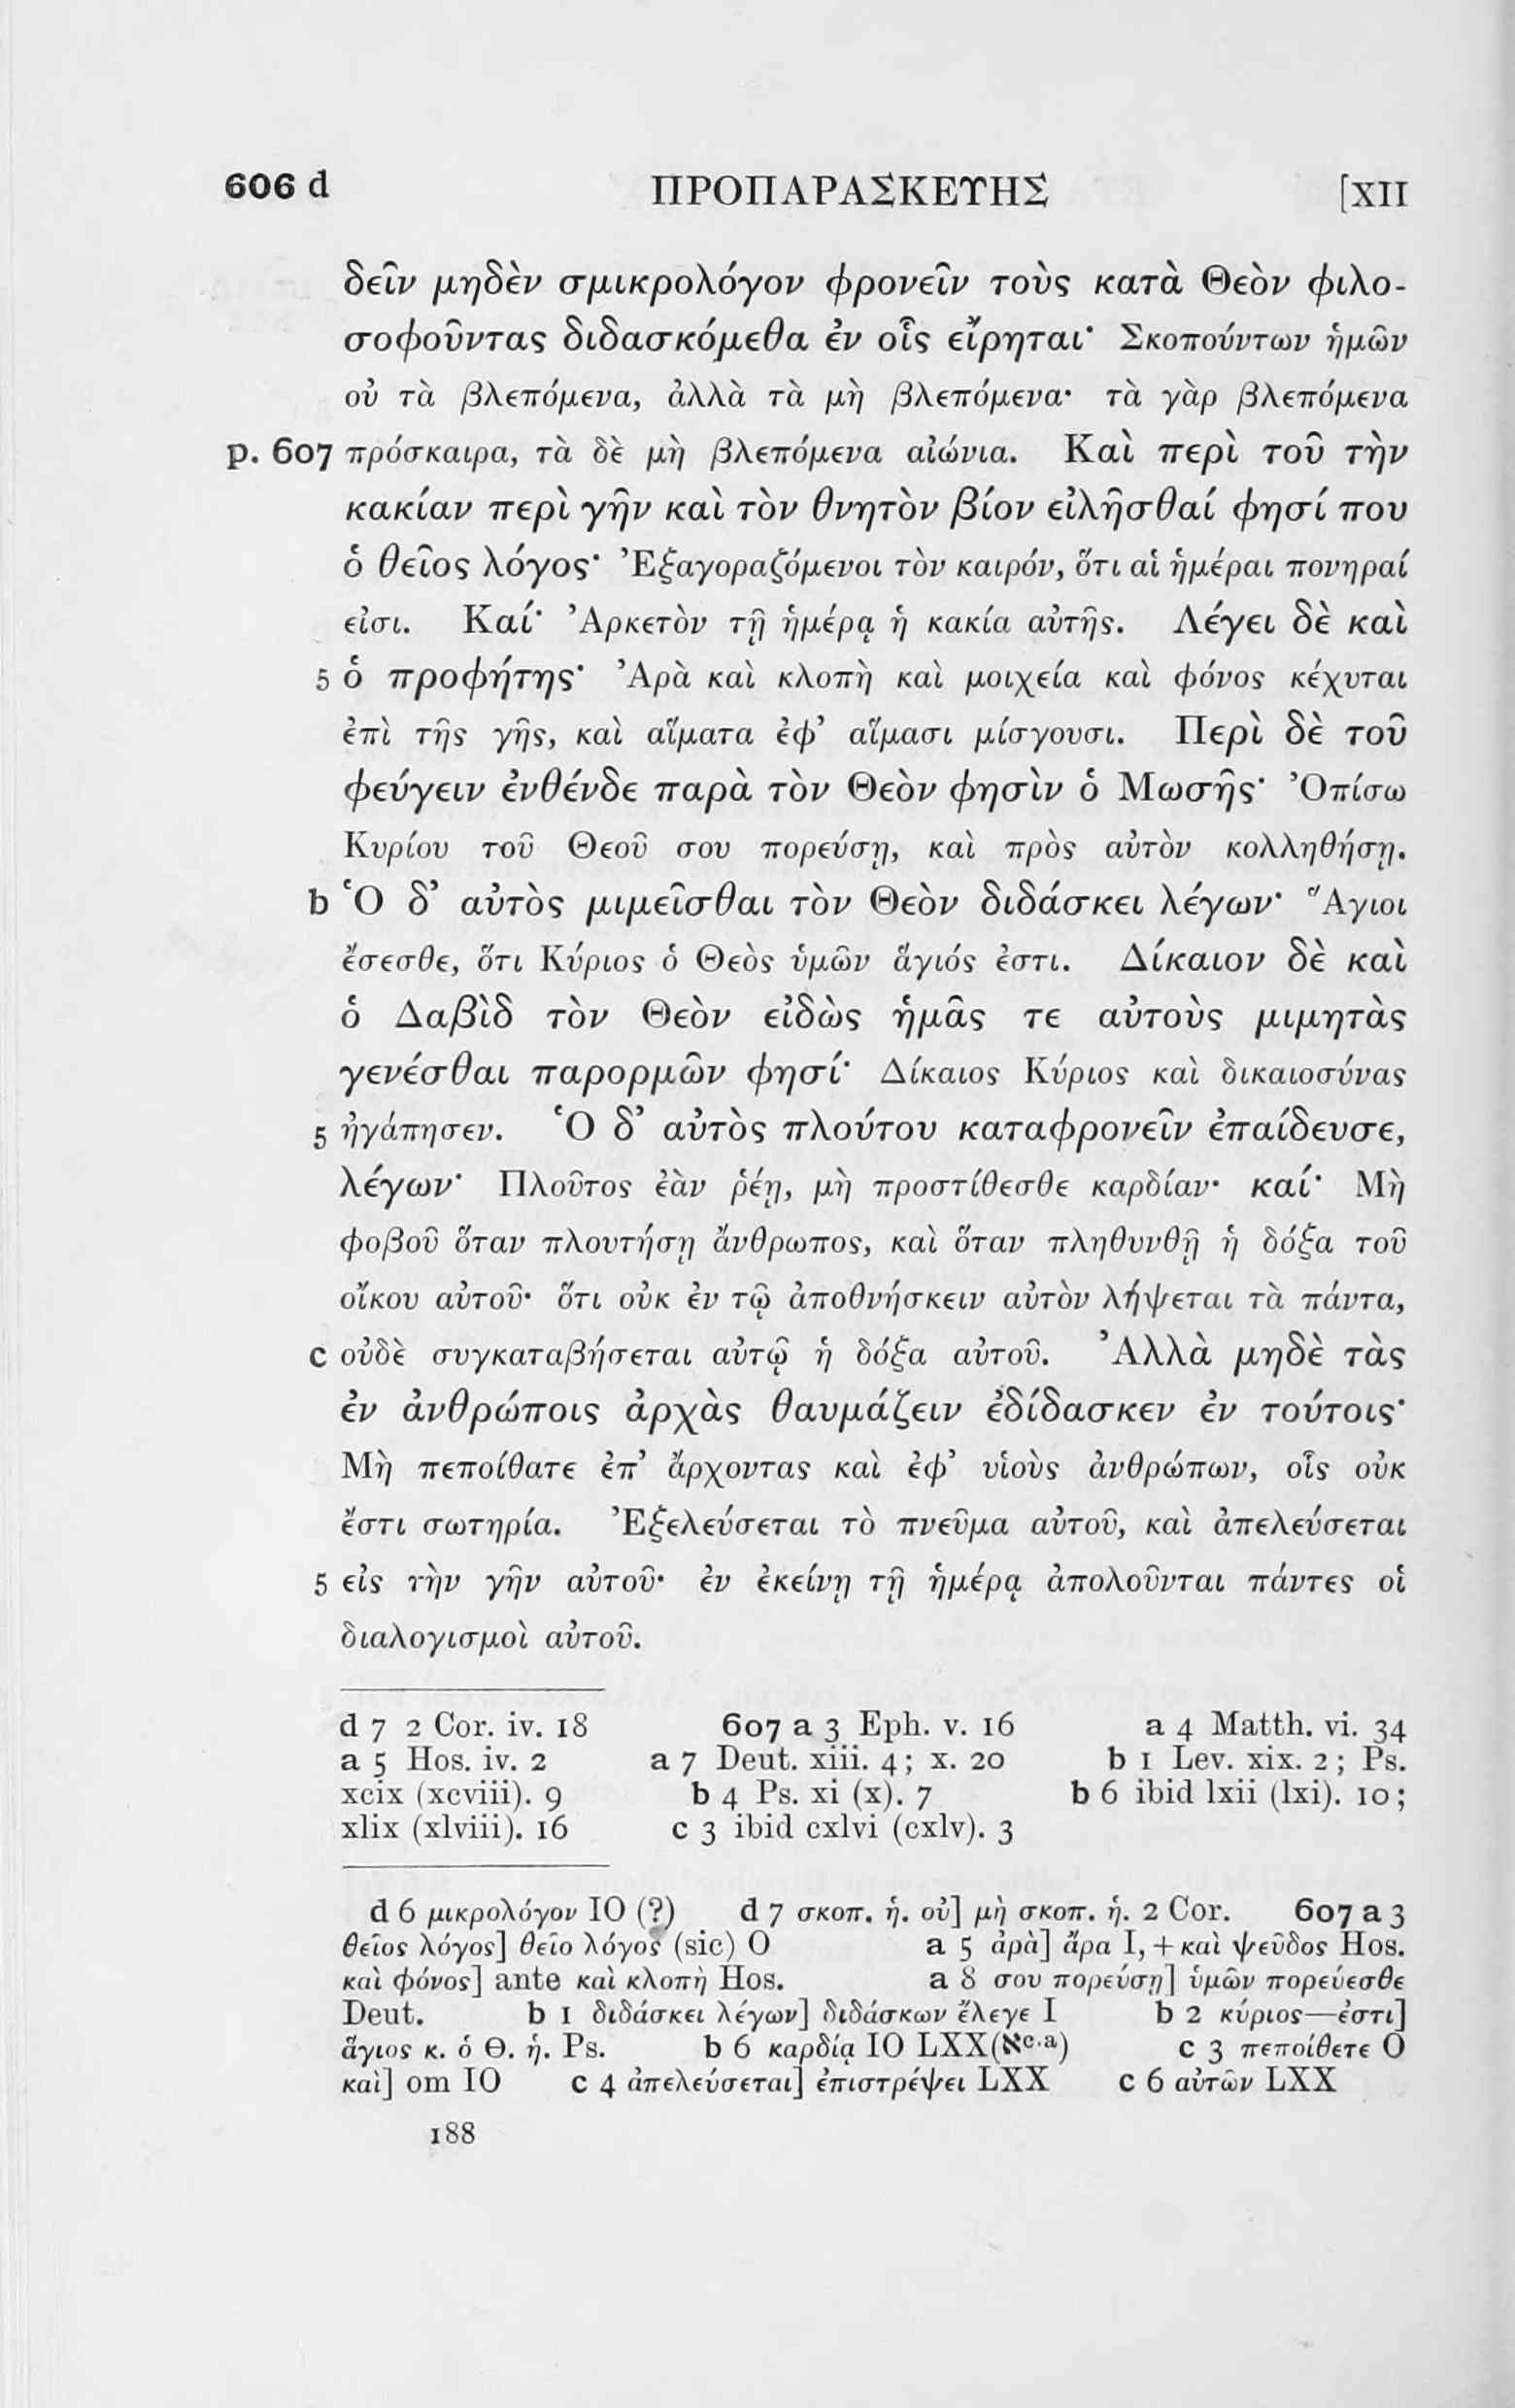 606 d ΠΡΟΠΑΡΑΣΚΕΥΗΣ [XII
δεῖν μηδὲν σμικρολόγον φρονεῖν τοὺς κατὰ Θεὸν φιλο-
σοφοῦντας διδασκόμεθα ἐν οἷς εἴρηται· Σκοπούντων ἡμῶν
οὐ τὰ βλεπόμενα, ἀλλὰ τὰ μὴ βλεπόμενα· τὰ γὰρ βλεπόμενα
p. 607 πρόσκαιρα, τὰ δὲ μὴ βλεπόμενα αἰώνια. Καὶ περὶ τοῦ τὴν
κακίαν περὶ γῆν καὶ τὸν θνητὸν βίον εἰλῆσθαί φησί που
ὁ θεῖος λόγος· Ἐξαγοραζόμενοι τὸν καιρόν, ὅτι αἱ ἡμέραι πονηραί
εἰσι. Καί· Ἀρκετὸν τῇ ἡμέρᾳ ἡ κακία αὐτῆς. Λέγει δὲ καὶ
5 ὁ προφήτης· Ἀρὰ καὶ κλοπὴ καὶ μοιχεία καὶ φόνος κέχυται
ἐπὶ τῆς γῆς, καὶ αἵματα ἐφ’ αἵμασι μίσγουσι. Περὶ δὲ τοῦ
φεύγειν ἐνθένδε παρὰ τὸν Θεὸν φησὶν ὁ Μωσῆς· Ὀπίσω
Κυρίου τοῦ Θεοῦ σου πορεύσῃ, καὶ πρὸς αὐτὸν κολληθήσῃ.
b Ὁ δ’ αὐτὸς μιμεῖσθαι τὸν Θεὸν διδάσκει λέγων· Ἅγιοι
ἔσεσθε, ὅτι Κύριος ὁ Θεὸς ὑμῶν ἅγιός ἐστι. Δίκαιον δὲ καὶ
ὁ Δαβὶδ τὸν Θεὸν εἰδὼς ἡμᾶς τε αὐτοὺς μιμητὰς
γενέσθαι παρορμῶν φησί· Δίκαιος Κύριος καὶ δικαιοσύνας
5 ἠγάπησεν. Ὁ δ’ αὐτὸς πλούτου καταφρονεῖν ἐπαίδευσε,
λέγων· Πλοῦτος ἐὰν ῥέῃ, μὴ προστίθεσθε καρδίαν· καί· Μὴ
φοβοῦ ὅταν πλουτήσῃ ἄνθρωπος, καὶ ὅταν πληθυνθῇ ἡ δόξα τοῦ
οἴκου αὐτοῦ· ὅτι οὐκ ἐν τῷ ἀποθνήσκειν αὐτὸν λήψεται τὰ πάντα,
c οὐδὲ συγκαταβήσεται αὐτῷ ἡ δόξα αὐτοῦ. Ἀλλὰ μηδὲ τὰς
ἐν ἀνθρώποις ἀρχὰς θαυμάζειν ἐδίδασκεν ἐν τούτοις·
Μὴ πεποίθατε ἐπ’ ἄρχοντας καὶ ἐφ’ υἱοὺς ἀνθρώπων, οἷς οὐκ
ἔστι σωτηρία. Ἐξελεύσεται τὸ πνεῦμα αὐτοῦ, καὶ ἀπελεύσεται
5 εἰς τὴν γῆν αὐτοῦ· ἐν ἐκείνῃ τῇ ἡμέρᾳ ἀπολοῦνται πάντες οἱ
διαλογισμοὶ αὐτοῦ.
d 7 2 Cor. iv. 18 607 a 3 Eph. v. 16 a 4 Matth. vi. 34
a 5 Hos. iv. 2 a 7 Deut. xiii. 4; x. 20 b 1 Lev. xix. 2; Ps.
xcix (xcviii). 9 b 4 Ps. xi (x). 7 b 6 ibid lxii (lxi). 10;
xlix (xlviii). 16 c 3 ibid cxlvi (cxlv). 3
d 6 μικρολόγον IO (?) d 7 σκοπ. ἡ. οὐ] μὴ σκοπ. ἡ. 2 Cor. 607 a 3
θεῖος λόγος] θεῖο λόγος (sic) O a 5 ἀρὰ] ἄρα I, + καὶ ψεῦδος Hos.
καὶ φόνος] ante καὶ κλοπὴ Hos. a 8 σου πορεύσῃ] ὑμῶν πορεύεσθε
Deut. b 1 διδάσκει λέγων] διδάσκων ἔλεγε I b 2 κύριος—ἐστι]
ἅγιος κ. ὁ Θ. ἡ. Ps. b 6 καρδίᾳ IO LXX(ℵc.a) c 3 πεποίθετε O
καὶ] om IO c 4 ἀπελεύσεται] ἐπιστρέψει LXX c 6 αὐτῶν LXX
188